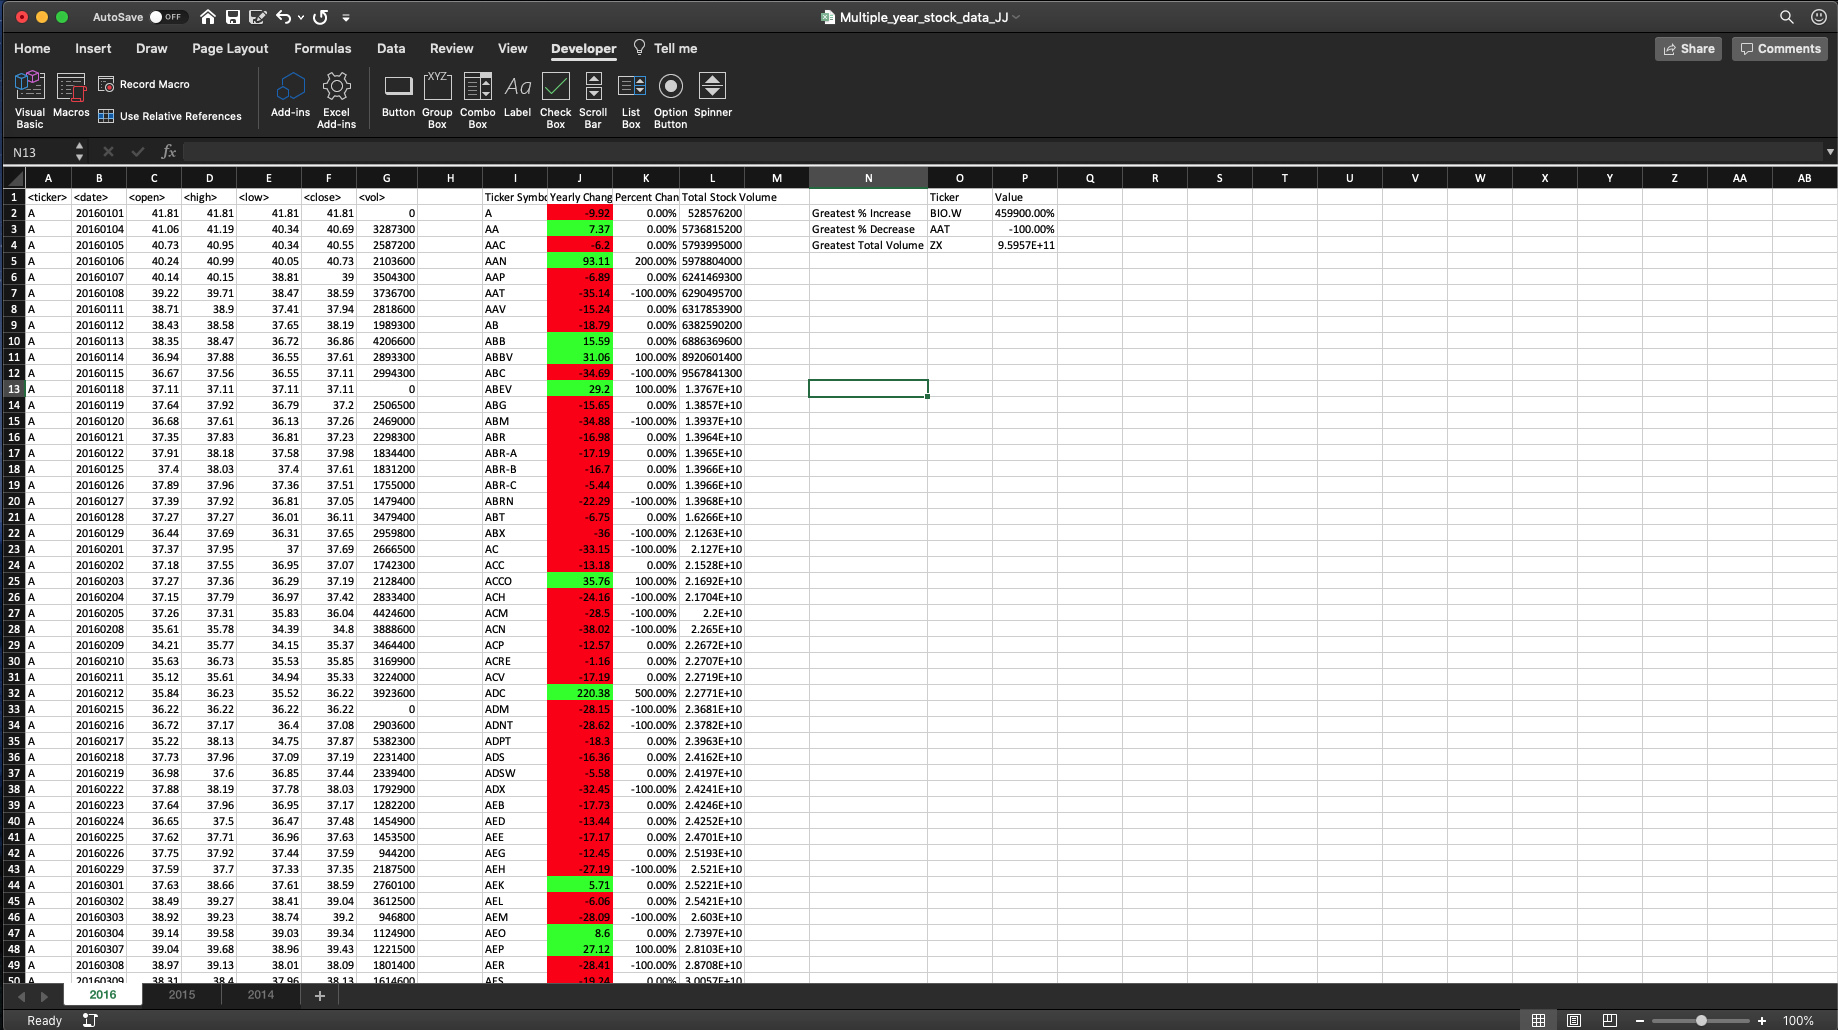 AutoSave OFF Multiple_year_stock_data_JJ
Home Insert Draw Page Layout Formulas Data Review View Developer Tell me Share Comments
Visual Basic Macros Record Macro Use Relative References Add-ins Excel Add-ins Button Group Box Combo Box Label Check Box Scroll Bar List Box Option Button Spinner
N13 fx
A B C D E F G H I J K L M N O P Q R S T U V W X Y Z AA AB
1 <ticker> <date> <open> <high> <low> <close> <vol> Ticker Symbo Yearly Chang Percent Chan Total Stock Volume Ticker Value
2 A 20160101 41.81 41.81 41.81 41.81 0 A -9.92 0.00% 528576200 Greatest % Increase BIO.W 459900.00%
3 A 20160104 41.06 41.19 40.34 40.69 3287300 AA 7.37 0.00% 5736815200 Greatest % Decrease AAT -100.00%
4 A 20160105 40.73 40.95 40.34 40.55 2587200 AAC -6.2 0.00% 5793995000 Greatest Total Volume ZX 9.5957E+11
5 A 20160106 40.24 40.99 40.05 40.73 2103600 AAN 93.11 200.00% 5978804000
6 A 20160107 40.14 40.15 38.81 39 3504300 AAP -6.89 0.00% 6241469300
7 A 20160108 39.22 39.71 38.47 38.59 3736700 AAT -35.14 -100.00% 6290495700
8 A 20160111 38.71 38.9 37.41 37.94 2818600 AAV -15.24 0.00% 6317853900
9 A 20160112 38.43 38.58 37.65 38.19 1989300 AB -18.79 0.00% 6382590200
10 A 20160113 38.35 38.47 36.72 36.86 4206600 ABB 15.59 0.00% 6886369600
11 A 20160114 36.94 37.88 36.55 37.61 2893300 ABBV 31.06 100.00% 8920601400
12 A 20160115 36.67 37.56 36.55 37.11 2994300 ABC -34.69 -100.00% 9567841300
13 A 20160118 37.11 37.11 37.11 37.11 0 ABEV 29.2 100.00% 1.3767E+10
14 A 20160119 37.64 37.92 36.79 37.2 2506500 ABG -15.65 0.00% 1.3857E+10
15 A 20160120 36.68 37.61 36.13 37.26 2469000 ABM -34.88 -100.00% 1.3937E+10
16 A 20160121 37.35 37.83 36.81 37.23 2298300 ABR -16.98 0.00% 1.3964E+10
17 A 20160122 37.91 38.18 37.58 37.98 1834400 ABR-A -17.19 0.00% 1.3965E+10
18 A 20160125 37.4 38.03 37.4 37.61 1831200 ABR-B -16.7 0.00% 1.3966E+10
19 A 20160126 37.89 37.96 37.36 37.51 1755000 ABR-C -5.44 0.00% 1.3966E+10
20 A 20160127 37.39 37.92 36.81 37.05 1479400 ABRN -22.29 -100.00% 1.3968E+10
21 A 20160128 37.27 37.27 36.01 36.11 3479400 ABT -6.75 0.00% 1.6266E+10
22 A 20160129 36.44 37.69 36.31 37.65 2959800 ABX -36 -100.00% 2.1263E+10
23 A 20160201 37.37 37.95 37 37.69 2666500 AC -33.15 -100.00% 2.127E+10
24 A 20160202 37.18 37.55 36.95 37.07 1742300 ACC -13.18 0.00% 2.1528E+10
25 A 20160203 37.27 37.36 36.29 37.19 2128400 ACCO 35.76 100.00% 2.1692E+10
26 A 20160204 37.15 37.79 36.97 37.42 2833400 ACH -24.16 -100.00% 2.1704E+10
27 A 20160205 37.26 37.31 35.83 36.04 4424600 ACM -28.5 -100.00% 2.2E+10
28 A 20160208 35.61 35.78 34.39 34.8 3888600 ACN -38.02 -100.00% 2.265E+10
29 A 20160209 34.21 35.77 34.15 35.37 3464400 ACP -12.57 0.00% 2.2672E+10
30 A 20160210 35.63 36.73 35.53 35.85 3169900 ACRE -1.16 0.00% 2.2707E+10
31 A 20160211 35.12 35.61 34.94 35.33 3224000 ACV -17.19 0.00% 2.2719E+10
32 A 20160212 35.84 36.23 35.52 36.22 3923600 ADC 220.38 500.00% 2.2771E+10
33 A 20160215 36.22 36.22 36.22 36.22 0 ADM -28.15 -100.00% 2.3681E+10
34 A 20160216 36.72 37.17 36.4 37.08 2903600 ADNT -28.62 -100.00% 2.3782E+10
35 A 20160217 35.22 38.13 34.75 37.87 5382300 ADPT -18.3 0.00% 2.3963E+10
36 A 20160218 37.73 37.96 37.09 37.19 2231400 ADS -16.36 0.00% 2.4162E+10
37 A 20160219 36.98 37.6 36.85 37.44 2339400 ADSW -5.58 0.00% 2.4197E+10
38 A 20160222 37.88 38.19 37.78 38.03 1792900 ADX -32.45 -100.00% 2.4241E+10
39 A 20160223 37.64 37.96 36.95 37.17 1282200 AEB -17.73 0.00% 2.4246E+10
40 A 20160224 36.65 37.5 36.47 37.48 1454900 AED -13.44 0.00% 2.4252E+10
41 A 20160225 37.62 37.71 36.96 37.63 1453500 AEE -17.17 0.00% 2.4701E+10
42 A 20160226 37.75 37.92 37.44 37.59 944200 AEG -12.45 0.00% 2.5193E+10
43 A 20160229 37.59 37.7 37.33 37.35 2187500 AEH -27.19 -100.00% 2.521E+10
44 A 20160301 37.63 38.66 37.61 38.59 2760100 AEK 5.71 0.00% 2.5221E+10
45 A 20160302 38.49 39.27 38.41 39.04 3612500 AEL -6.06 0.00% 2.5421E+10
46 A 20160303 38.92 39.23 38.74 39.2 946800 AEM -28.09 -100.00% 2.603E+10
47 A 20160304 39.14 39.58 39.03 39.34 1124900 AEO 8.6 0.00% 2.7397E+10
48 A 20160307 39.04 39.68 38.96 39.43 1221500 AEP 27.12 100.00% 2.8103E+10
49 A 20160308 38.97 39.13 38.01 38.09 1801400 AER -28.41 -100.00% 2.8708E+10
50 A 20160309 38.31 38.4 37.96 38.13 1614600 AES -19.24 0.00% 3.0057E+10
2016 2015 2014 +
Ready 100%